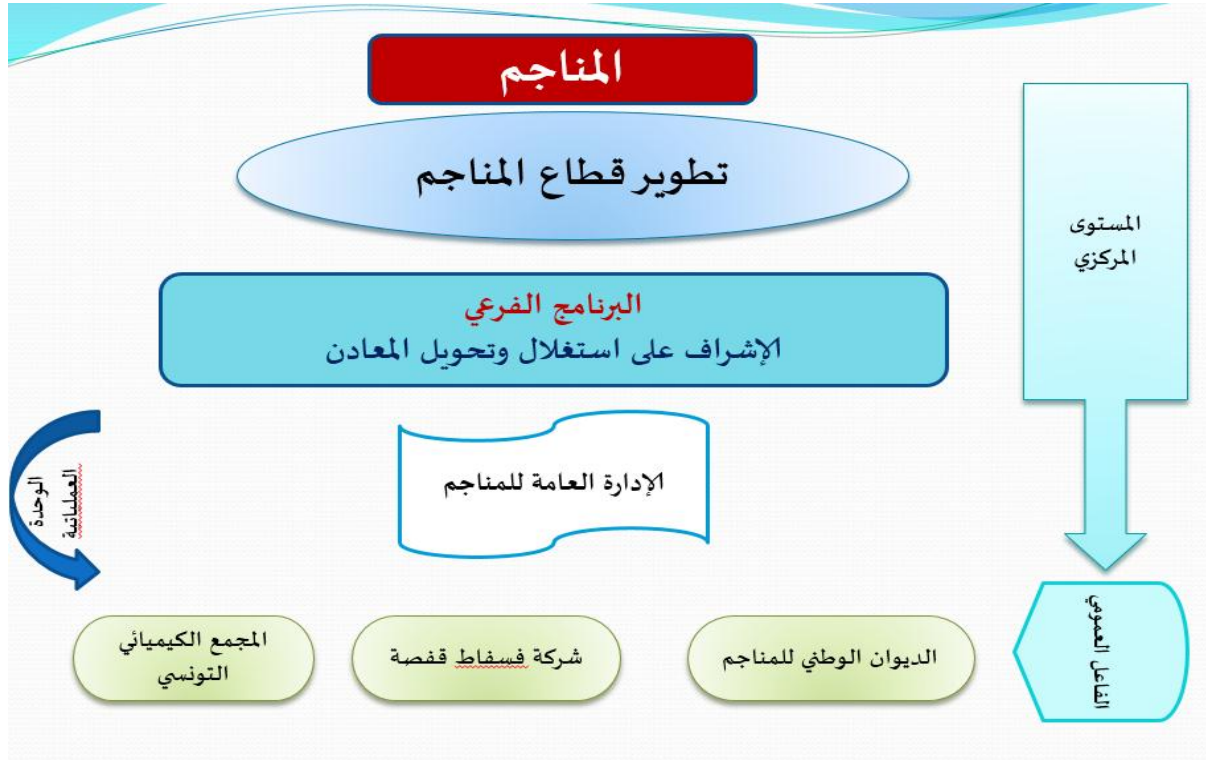 المناجم
تطوير قطاع المناجم
المستوى
المركزي
البرنامج الفرعي
الإشراف على استغلال وتحويل المعادن
الإدارة العامة للمناجم
الوحدة
العملياتية
الفاعل العمومي
الديوان الوطني للمناجم
شركة فسفاط قفصة
المجمع الكيميائي
التونسي